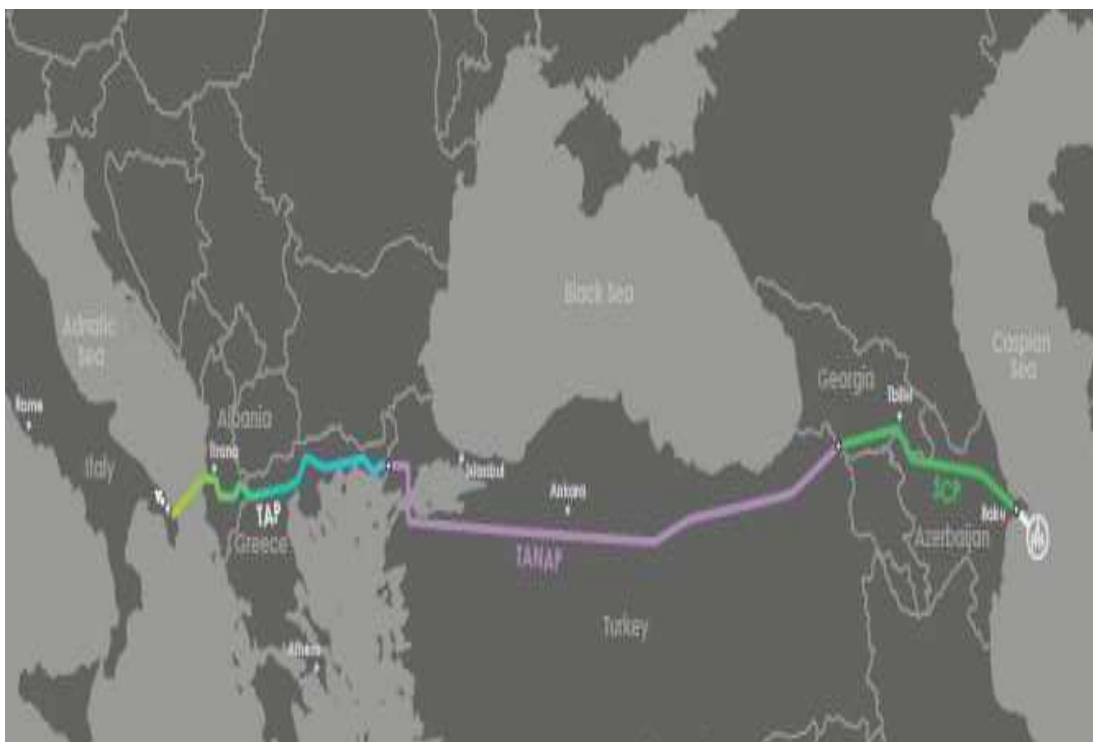 Black Sea
Adriatic
Sea
Caspian
Sea
Georgia
Tbilisi
Rome
Albania
Tirana
Italy
Istanbul
Ankara
SCP
Baku
TAP
Azerbaijan
Greece
TANAP
Turkey
Athens